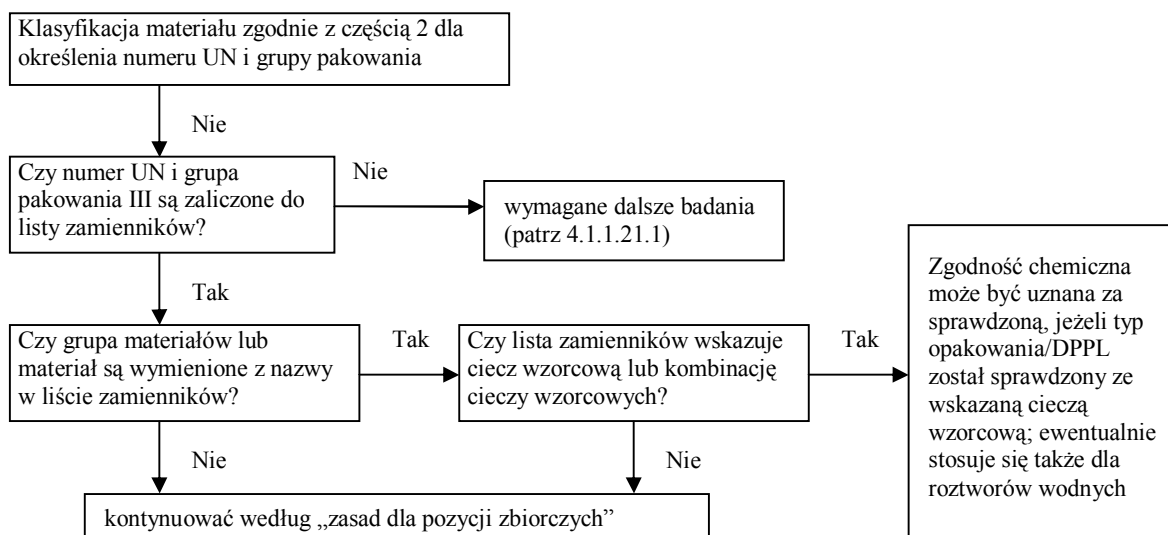 Klasyfikacja materiału zgodnie z częścią 2 dla
określenia numeru UN i grupy pakowania
Nie
Czy numer UN i grupa
pakowania III są zaliczone do
listy zamienników?
Nie
wymagane dalsze badania
(patrz 4.1.1.21.1)
Tak
Czy grupa materiałów lub
materiał są wymienione z nazwy
w liście zamienników?
Tak
Czy lista zamienników wskazuje
ciecz wzorcową lub kombinację
cieczy wzorcowych?
Tak
Zgodność chemiczna
może być uznana za
sprawdzoną, jeżeli typ
opakowania/DPPL
został sprawdzony ze
wskazaną cieczą
wzorcową; ewentualnie
stosuje się także dla
roztworów wodnych
Nie
Nie
kontynuować według „zasad dla pozycji zbiorczych”